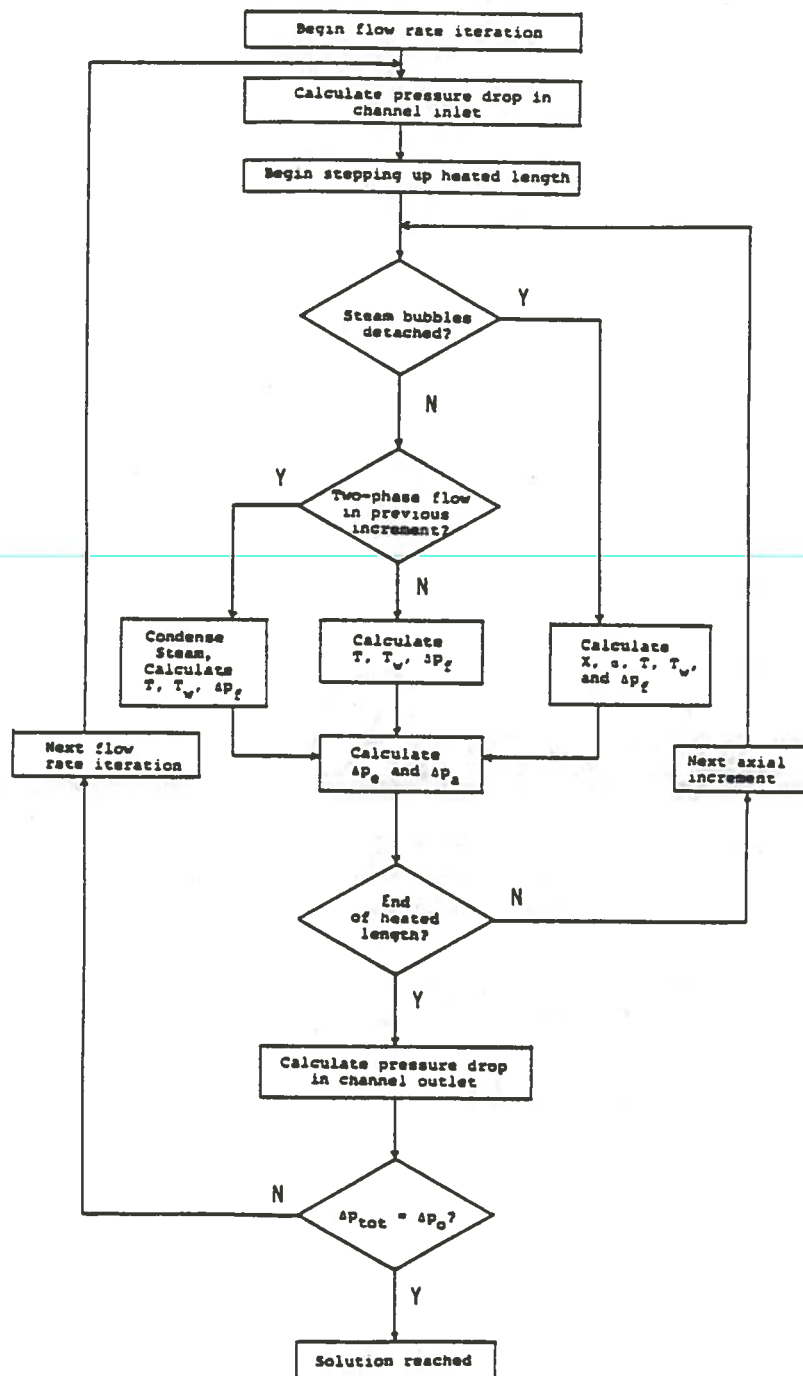 Begin flow rate iteration
Calculate pressure drop in
channel inlet
Begin stepping up heated length
Steam bubbles
detached?
Y
N
Two-phase flow
in previous
increment?
Y
N
Condense
Steam,
Calculate
T, T_w, Δp_f
Calculate
T, T_w, Δp_f
Calculate
X, α, T, T_w,
and Δp_f
Next flow
rate iteration
Calculate
Δp_e and Δp_a
Next axial
increment
End
of heated
length?
N
Y
Calculate pressure drop
in channel outlet
Δp_tot = Δp_o?
N
Y
Solution reached